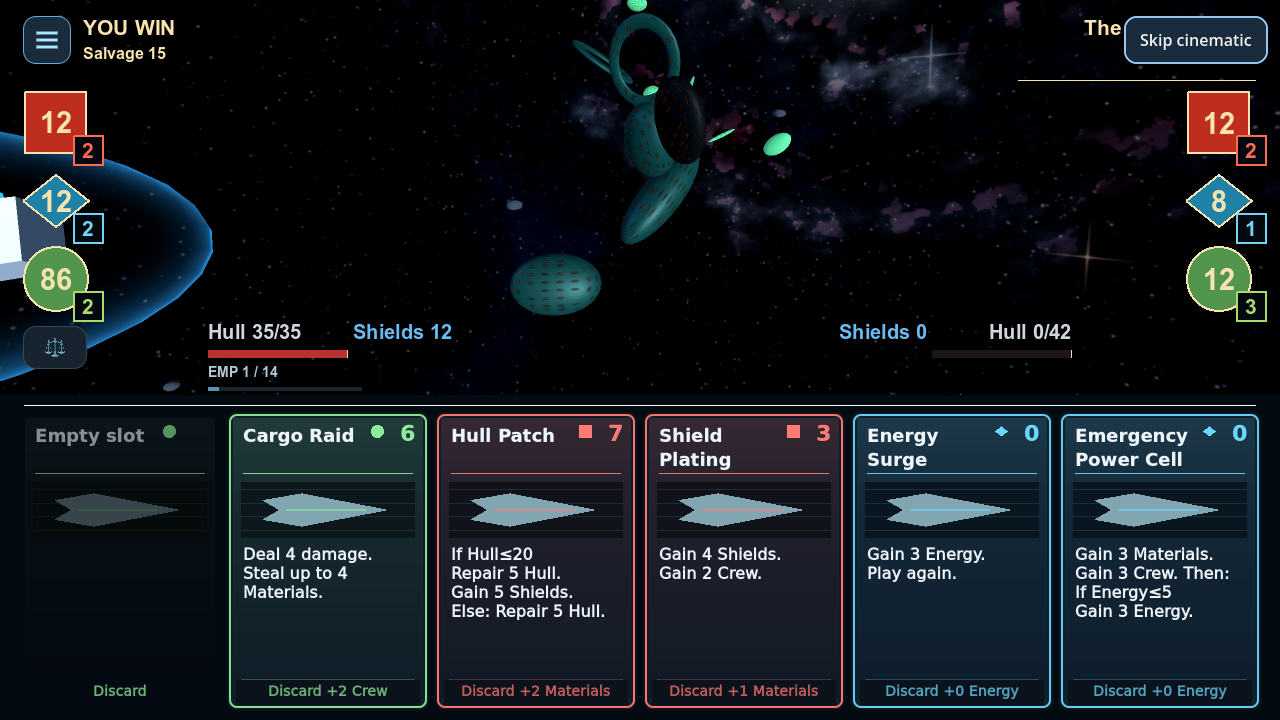 YOU WIN
Salvage 15
The
Skip cinematic
12
2
12
2
86
2
12
2
8
1
12
3
Hull 35/35
Shields 12
EMP 1 / 14
Shields 0
Hull 0/42
Empty slot
Discard
Cargo Raid
6
Deal 4 damage.
Steal up to 4
Materials.
Discard +2 Crew
Hull Patch
7
If Hull≤20
Repair 5 Hull.
Gain 5 Shields.
Else: Repair 5 Hull.
Discard +2 Materials
Shield
Plating
3
Gain 4 Shields.
Gain 2 Crew.
Discard +1 Materials
Energy
Surge
0
Gain 3 Energy.
Play again.
Discard +0 Energy
Emergency
Power Cell
0
Gain 3 Materials.
Gain 3 Crew. Then:
If Energy≤5
Gain 3 Energy.
Discard +0 Energy